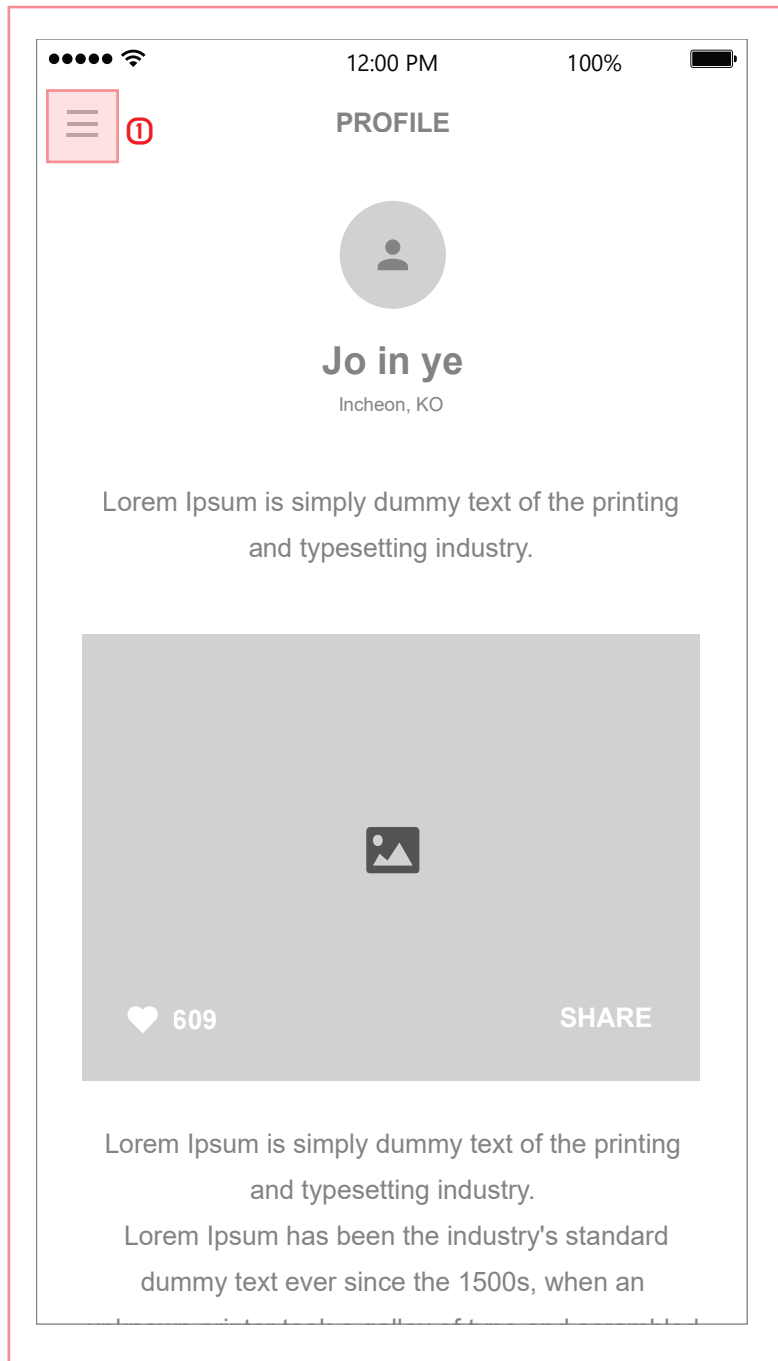 12:00 PM 100%
① PROFILE
Jo in ye
Incheon, KO
Lorem Ipsum is simply dummy text of the printing
and typesetting industry.
609 SHARE
Lorem Ipsum is simply dummy text of the printing
and typesetting industry.
Lorem Ipsum has been the industry's standard
dummy text ever since the 1500s, when an